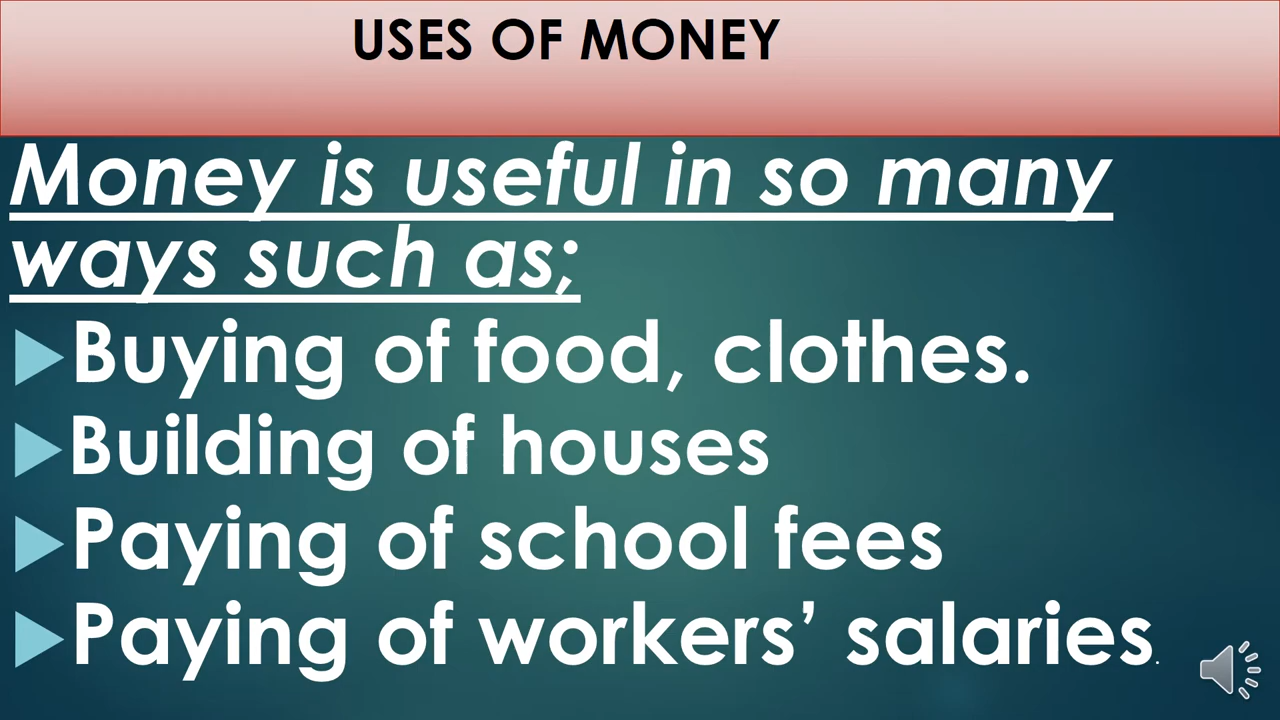 USES OF MONEY
Money is useful in so many
ways such as;
Buying of food, clothes.
Building of houses
Paying of school fees
Paying of workers’ salaries.